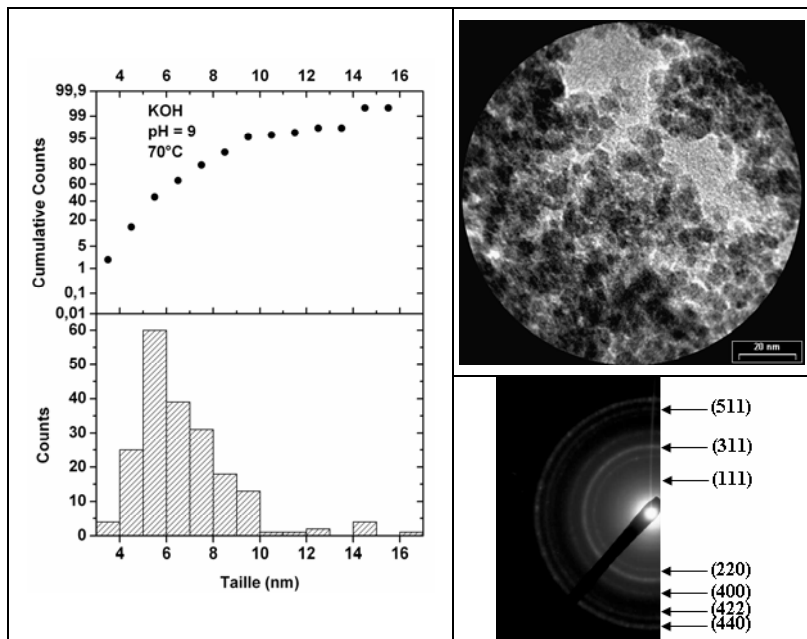 4 6 8 10 12 14 16
99,9
99
95
80
60
40
20
5
1
0,1
0,01
Cumulative Counts
KOH
pH = 9
70°C
60
50
40
30
20
10
0
Counts
4 6 8 10 12 14 16
Taille (nm)
20 nm
(511)
(311)
(111)
(220)
(400)
(422)
(440)